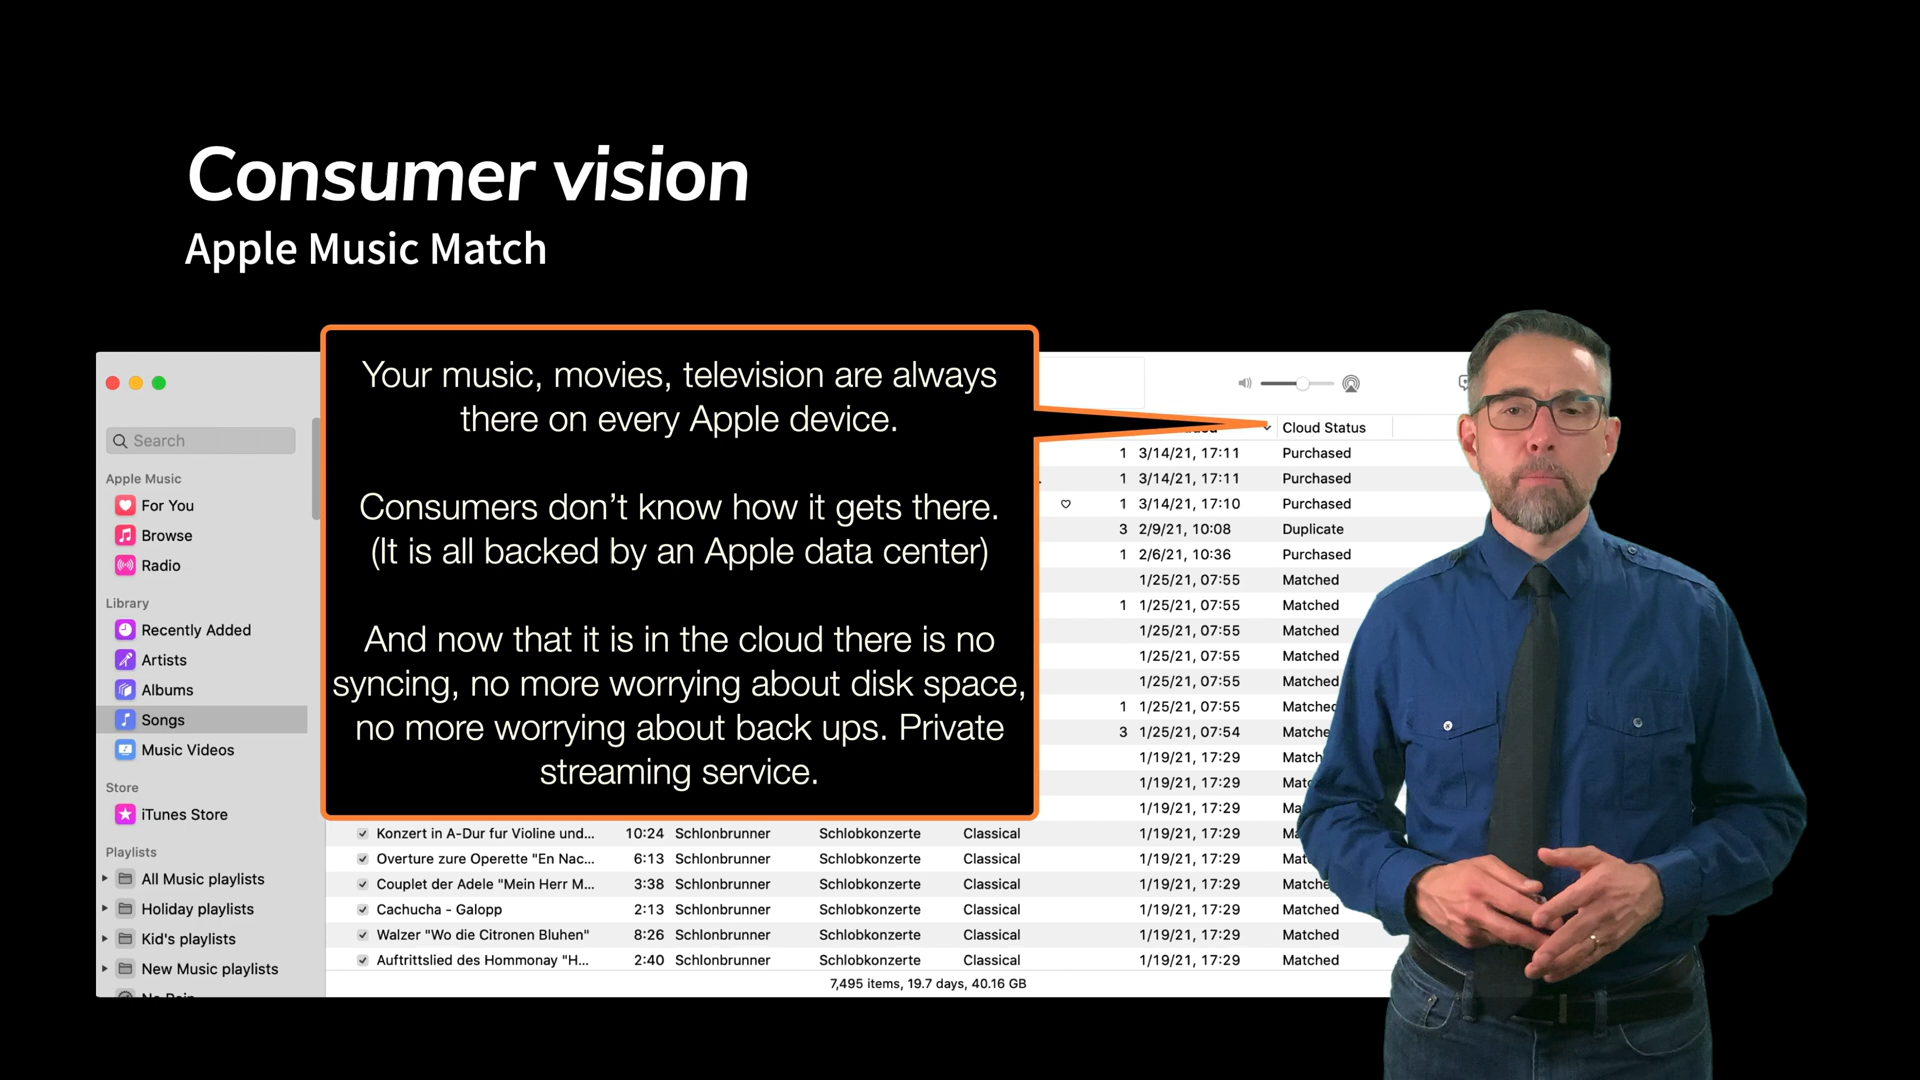 Consumer vision
Apple Music Match
Your music, movies, television are always
there on every Apple device.
Consumers don’t know how it gets there.
(It is all backed by an Apple data center)
And now that it is in the cloud there is no
syncing, no more worrying about disk space,
no more worrying about back ups. Private
streaming service.
Search
Apple Music
For You
Browse
Radio
Library
Recently Added
Artists
Albums
Songs
Music Videos
Store
iTunes Store
Playlists
All Music playlists
Holiday playlists
Kid's playlists
New Music playlists
Cloud Status
1 3/14/21, 17:11 Purchased
1 3/14/21, 17:11 Purchased
1 3/14/21, 17:10 Purchased
3 2/9/21, 10:08 Duplicate
1 2/6/21, 10:36 Purchased
1/25/21, 07:55 Matched
1 1/25/21, 07:55 Matched
1/25/21, 07:55 Matched
1/25/21, 07:55 Matched
1/25/21, 07:55 Matched
1 1/25/21, 07:55 Matched
3 1/25/21, 07:54 Matche
1/19/21, 17:29 Match
1/19/21, 17:29 Matc
1/19/21, 17:29 Ma
Konzert in A-Dur fur Violine und... 10:24 Schlonbrunner Schlobkonzerte Classical 1/19/21, 17:29 Ma
Overture zure Operette "En Nac... 6:13 Schlonbrunner Schlobkonzerte Classical 1/19/21, 17:29 Matc
Couplet der Adele "Mein Herr M... 3:38 Schlonbrunner Schlobkonzerte Classical 1/19/21, 17:29 Matche
Cachucha - Galopp 2:13 Schlonbrunner Schlobkonzerte Classical 1/19/21, 17:29 Matched
Walzer "Wo die Citronen Bluhen" 8:26 Schlonbrunner Schlobkonzerte Classical 1/19/21, 17:29 Matched
Auftrittslied des Hommonay "H... 2:40 Schlonbrunner Schlobkonzerte Classical 1/19/21, 17:29 Matched
7,495 items, 19.7 days, 40.16 GB